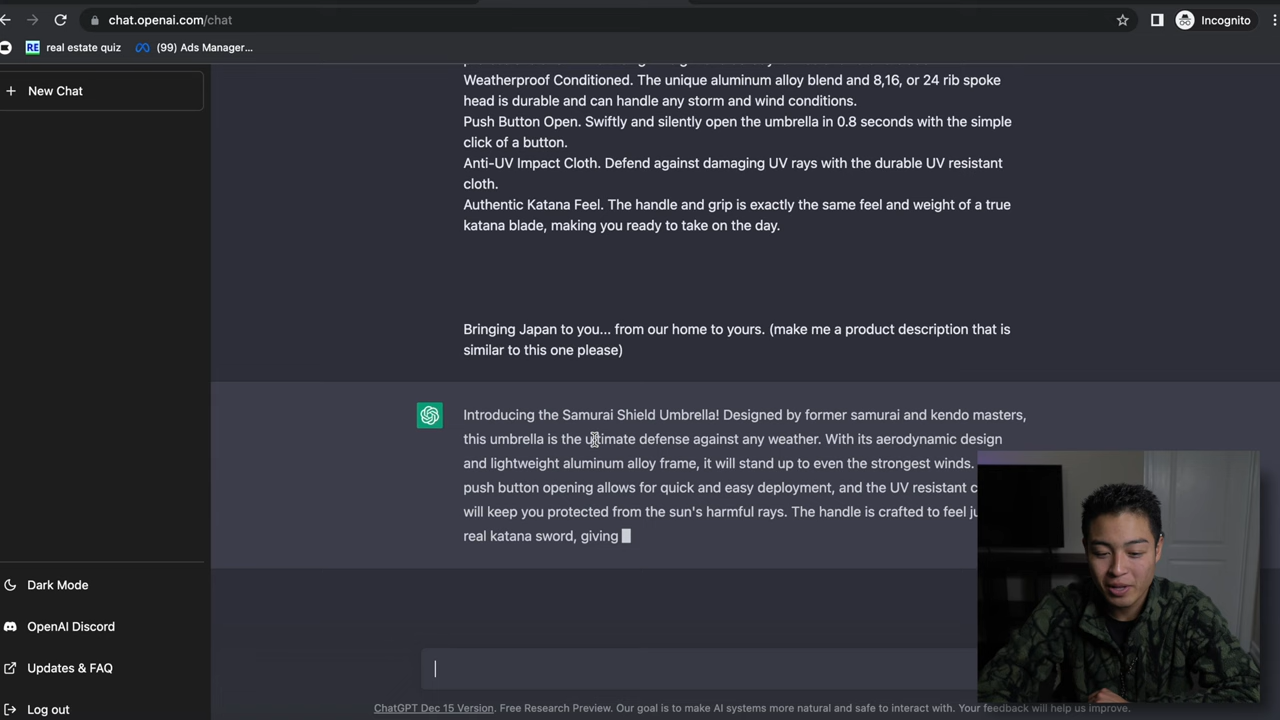 chat.openai.com/chat
Incognito
RE real estate quiz
(99) Ads Manager...
New Chat
Weatherproof Conditioned. The unique aluminum alloy blend and 8,16, or 24 rib spoke
head is durable and can handle any storm and wind conditions.
Push Button Open. Swiftly and silently open the umbrella in 0.8 seconds with the simple
click of a button.
Anti-UV Impact Cloth. Defend against damaging UV rays with the durable UV resistant
cloth.
Authentic Katana Feel. The handle and grip is exactly the same feel and weight of a true
katana blade, making you ready to take on the day.
Bringing Japan to you... from our home to yours. (make me a product description that is
similar to this one please)
Introducing the Samurai Shield Umbrella! Designed by former samurai and kendo masters,
this umbrella is the ultimate defense against any weather. With its aerodynamic design
and lightweight aluminum alloy frame, it will stand up to even the strongest winds.
push button opening allows for quick and easy deployment, and the UV resistant
will keep you protected from the sun's harmful rays. The handle is crafted to feel
real katana sword, giving
Dark Mode
OpenAI Discord
Updates & FAQ
Log out
ChatGPT Dec 15 Version. Free Research Preview. Our goal is to make AI systems more natural and safe to interact with. Your feedback will help us improve.